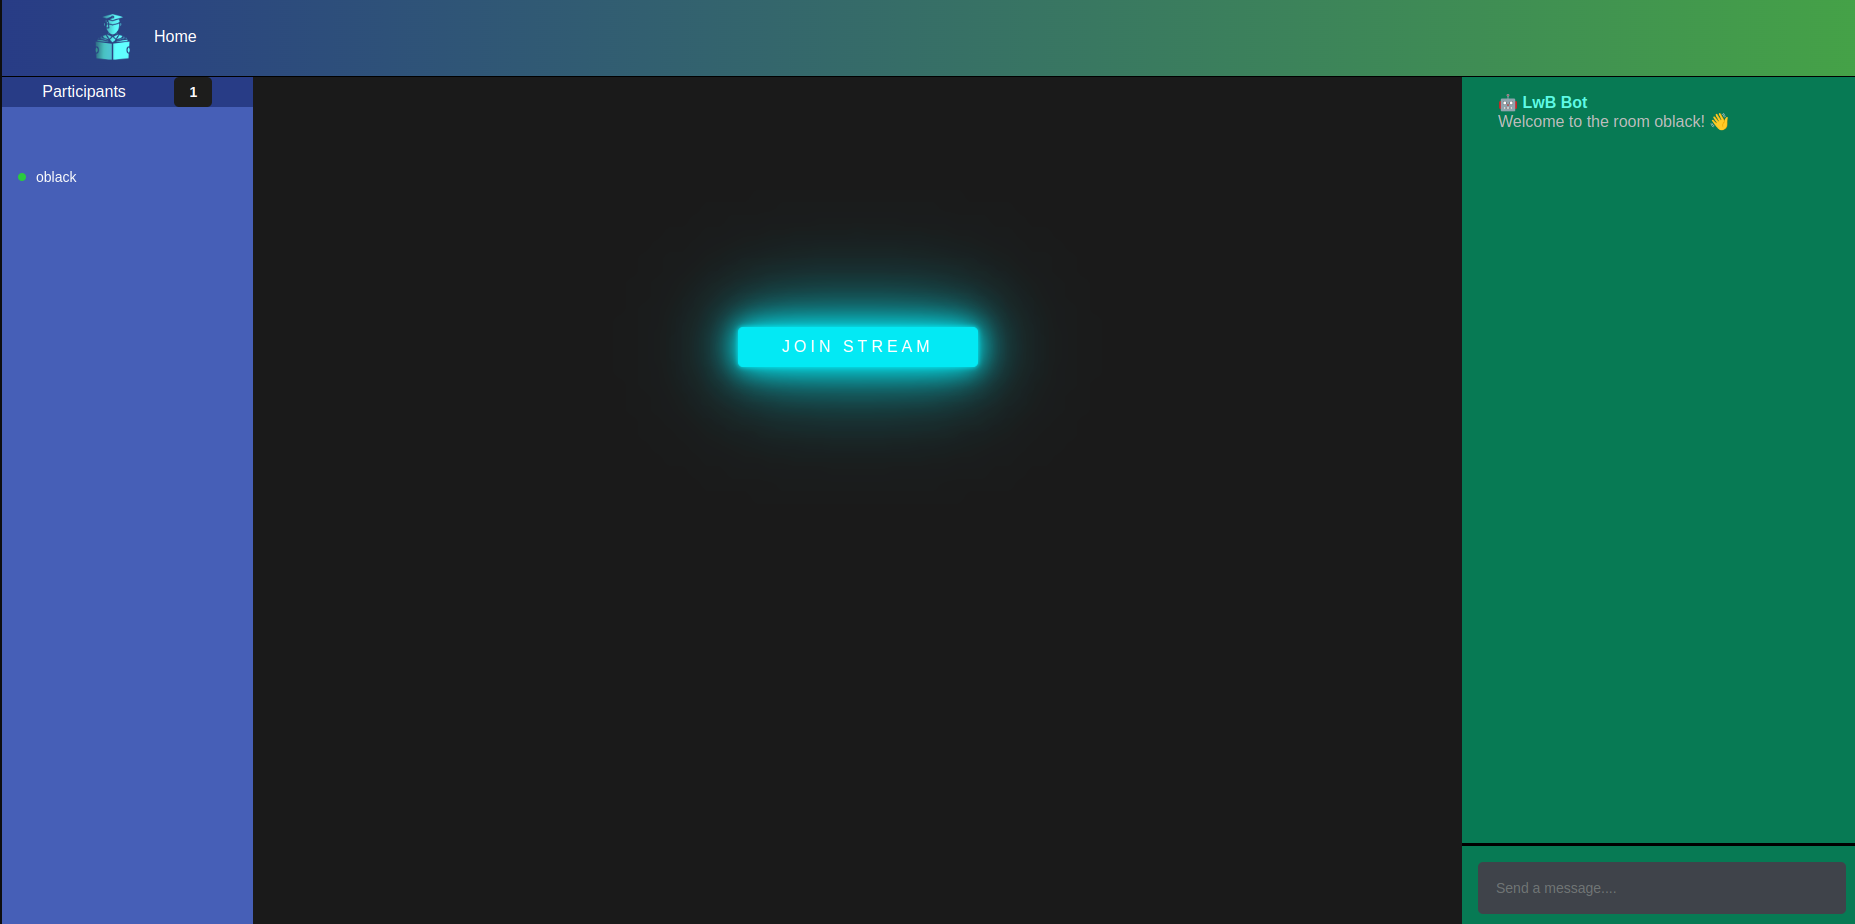 Home
Participants 1
oblack
JOIN STREAM
🤖 LwB Bot
Welcome to the room oblack! 👋
Send a message....